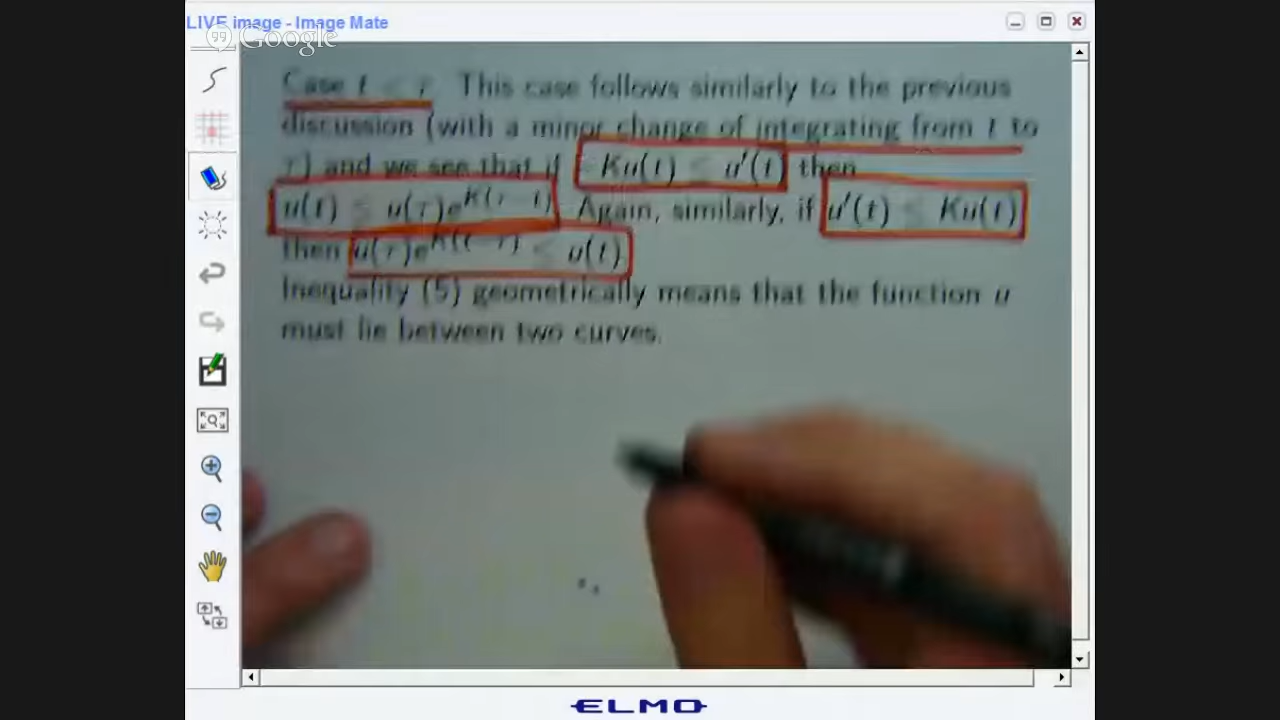 LIVE image - Image Mate
Google
Case t < τ This case follows similarly to the previous
discussion (with a minor change of integrating from t to
τ) and we see that if -Ku(t) ≤ u'(t) then
u(t) ≤ u(τ)e^{K(τ-t)}. Again, similarly, if u'(t) ≤ Ku(t)
then u(τ)e^{K(t-τ)} ≤ u(t).
Inequality (5) geometrically means that the function u
must lie between two curves.
ELMO